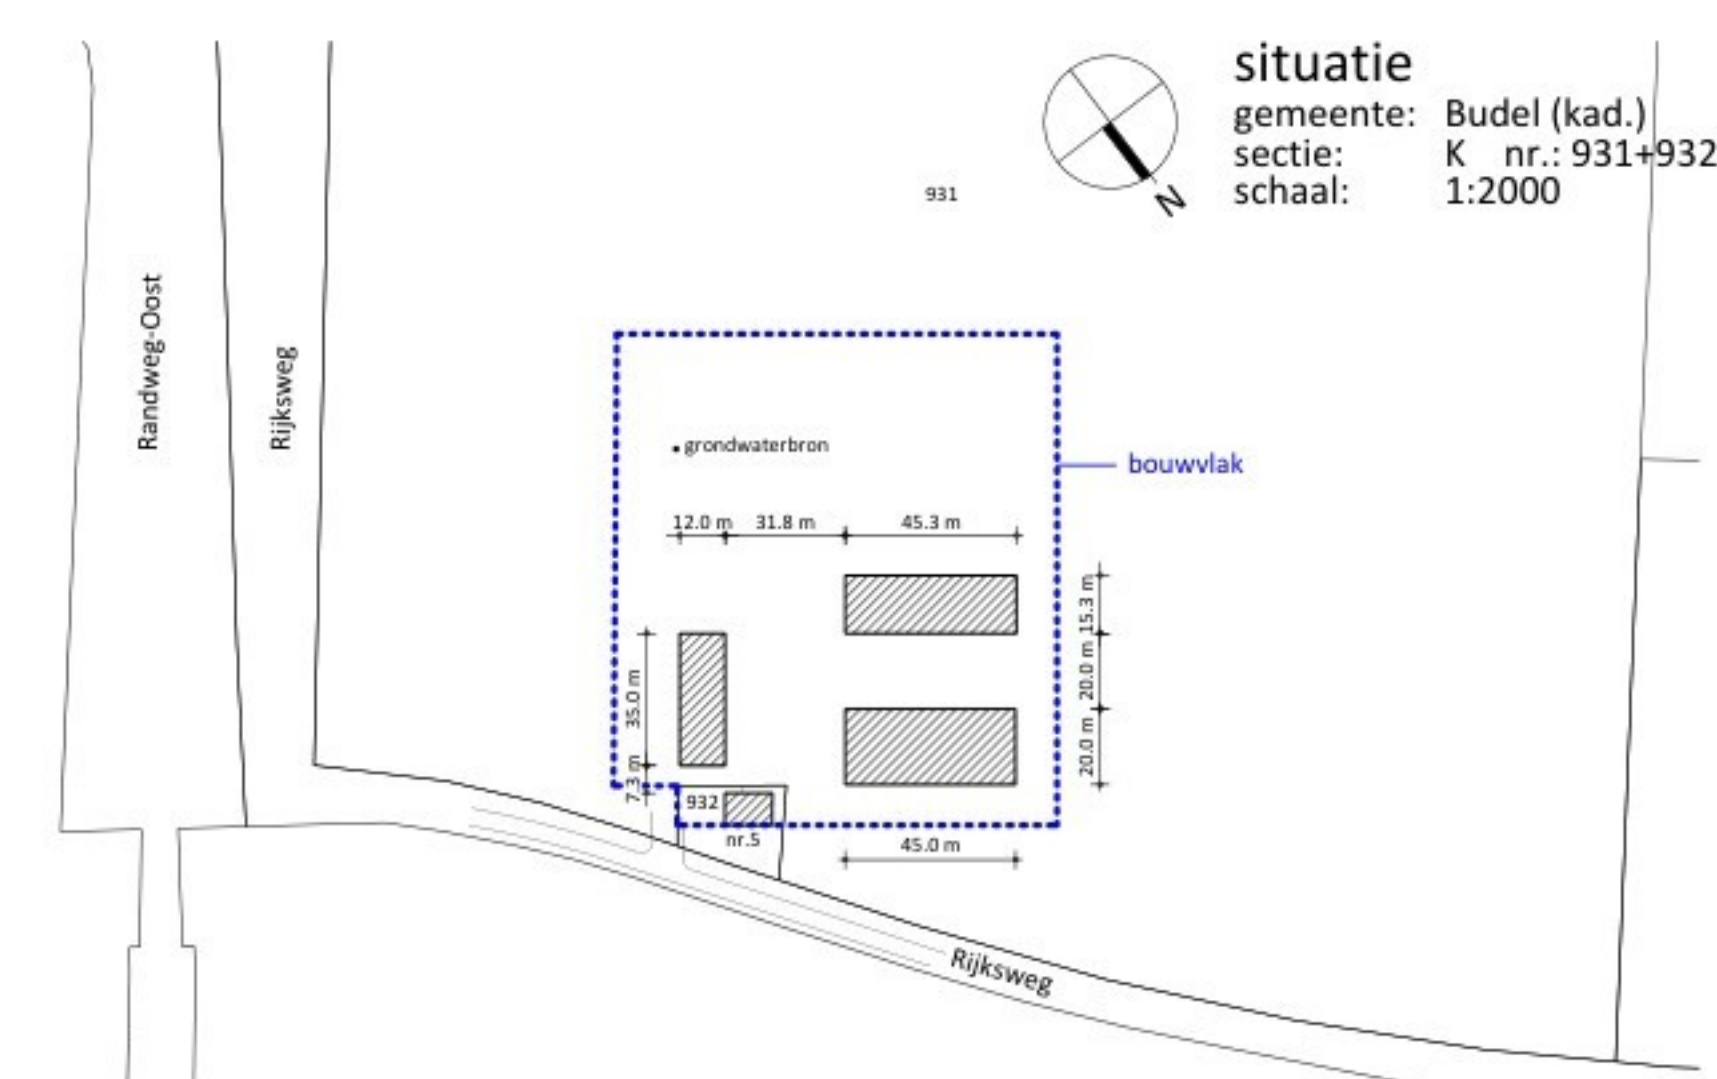 situatie
gemeente: Budel (kad.)
sectie: K nr.: 931+932
schaal: 1:2000
N
931
Randweg-Oost
Rijksweg
grondwaterbron
bouwvlak
12.0 m 31.8 m 45.3 m
15.3 m
20.0 m
20.0 m
35.0 m
7.3 m
932
nr.5
45.0 m
Rijksweg